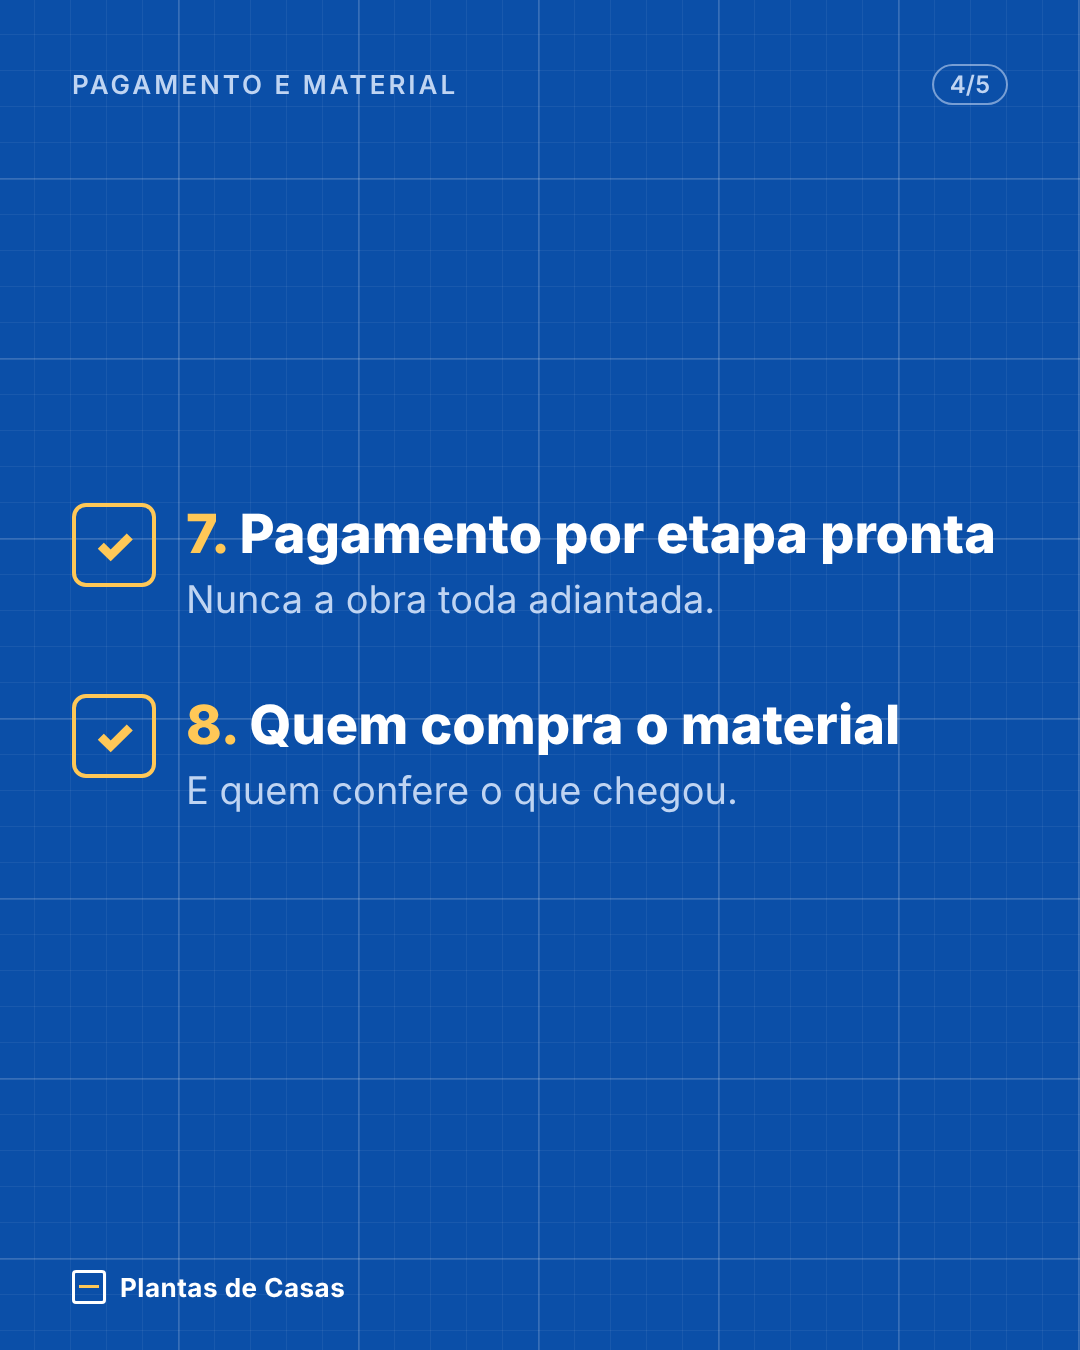 PAGAMENTO E MATERIAL
4/5
7. Pagamento por etapa pronta
Nunca a obra toda adiantada.
8. Quem compra o material
E quem confere o que chegou.
Plantas de Casas